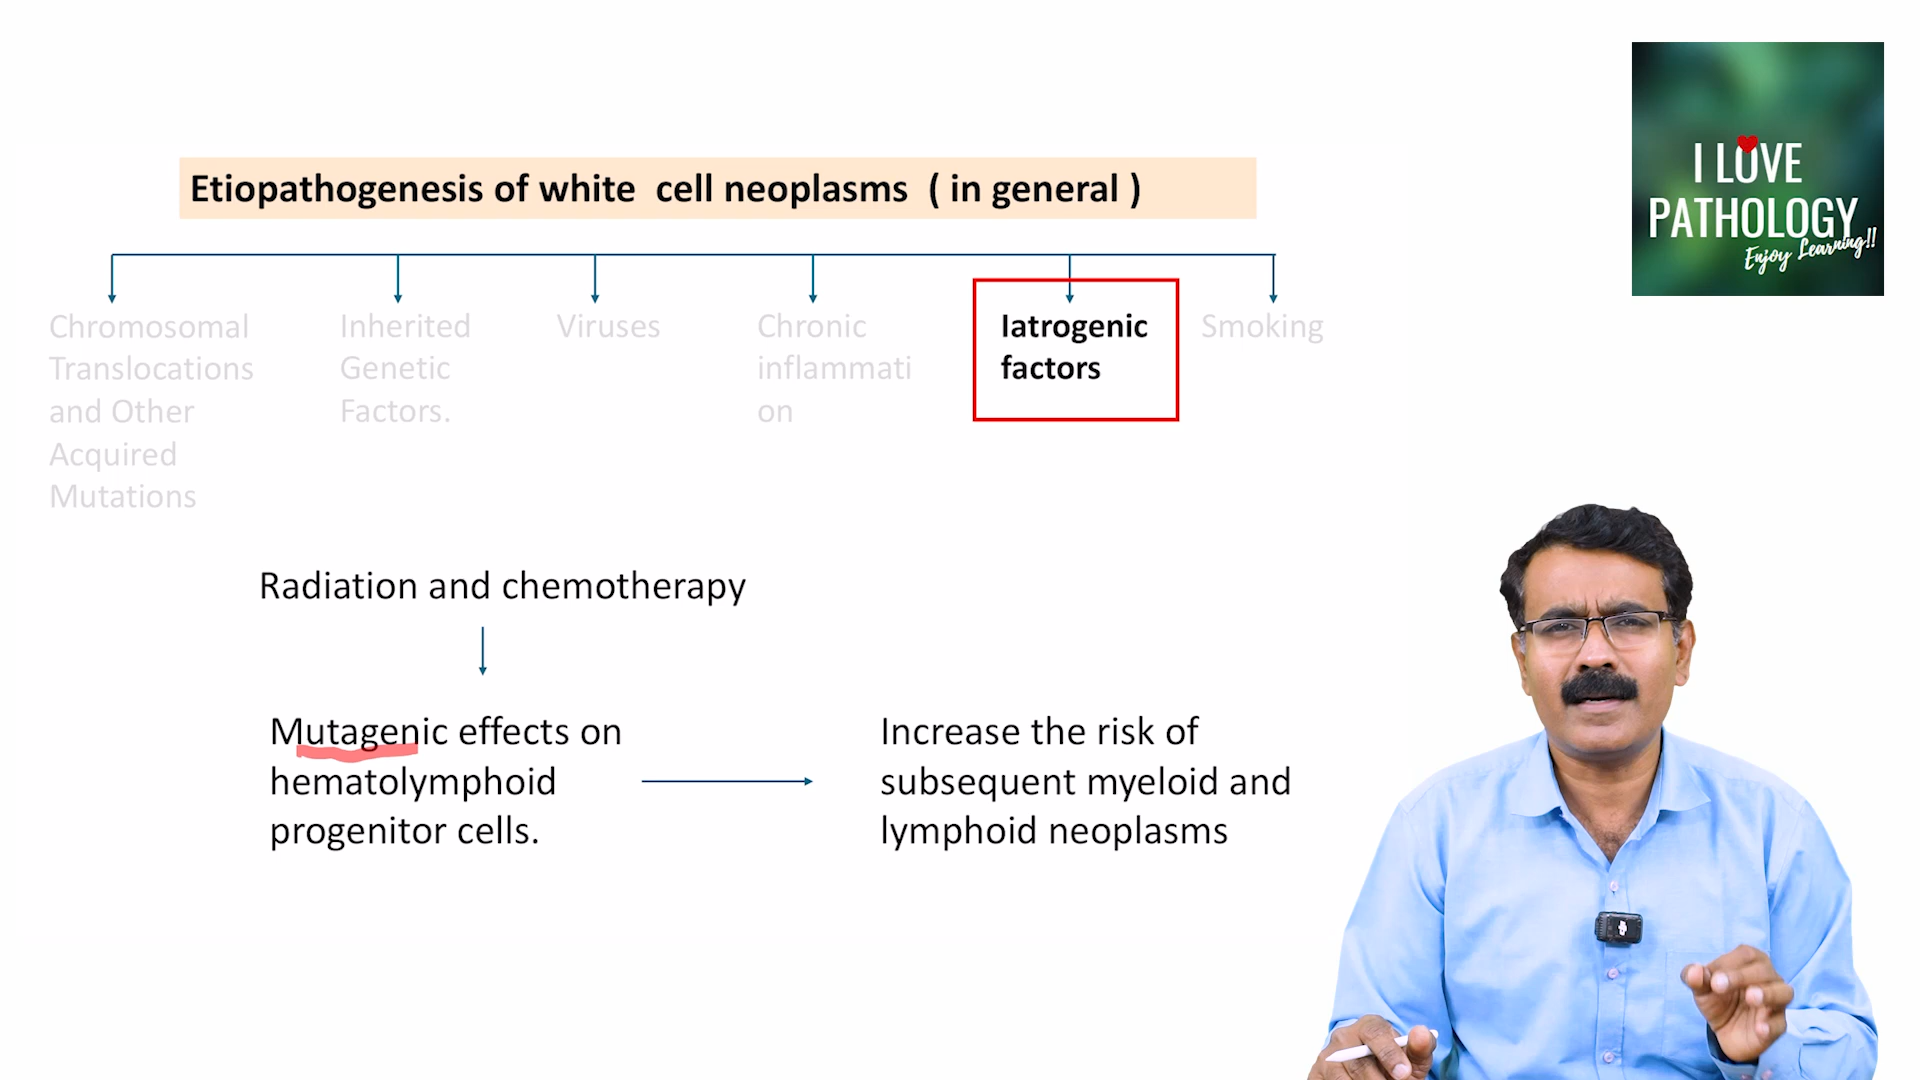 Etiopathogenesis of white cell neoplasms ( in general )
Chromosomal
Translocations
and Other
Acquired
Mutations
Inherited
Genetic
Factors.
Viruses
Chronic
inflammati
on
Iatrogenic
factors
Smoking
Radiation and chemotherapy
Mutagenic effects on
hematolymphoid
progenitor cells.
Increase the risk of
subsequent myeloid and
lymphoid neoplasms
I LOVE
PATHOLOGY
Enjoy Learning!!
dji